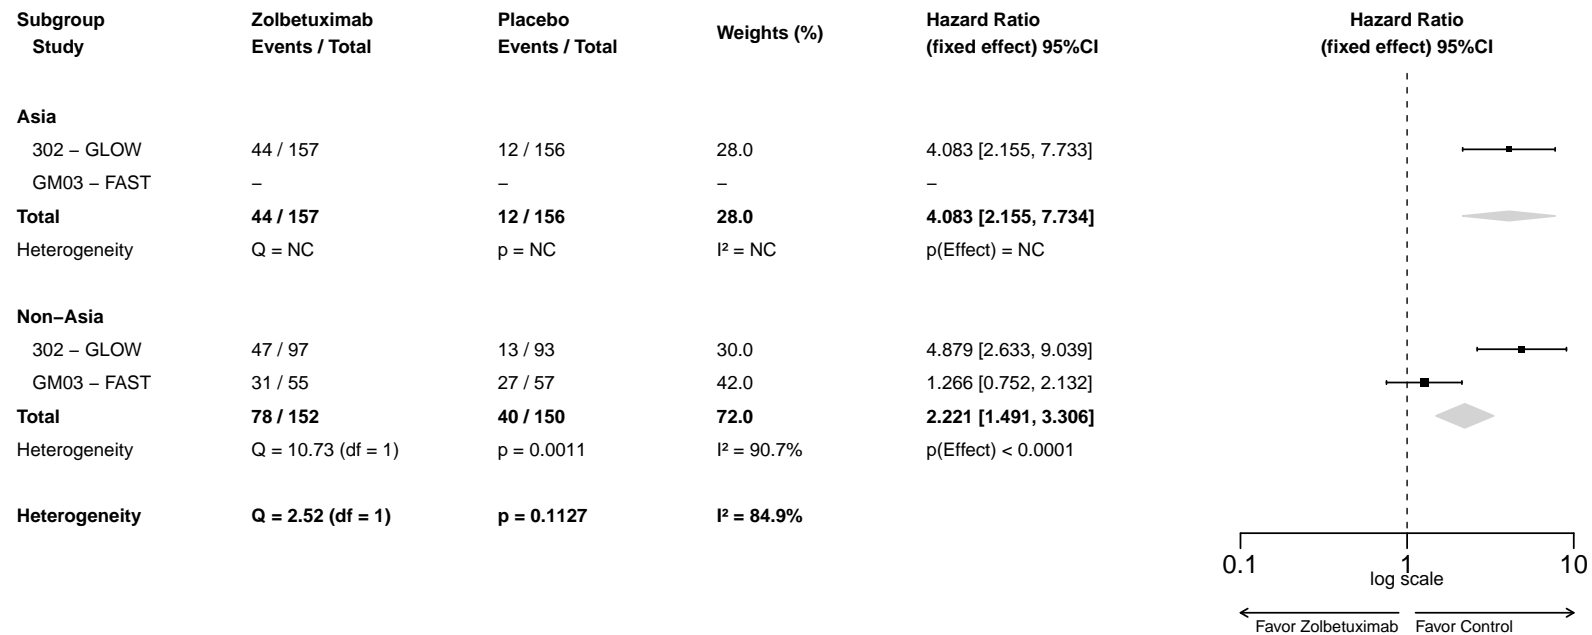 Subgroup Zolbetuximab Placebo Weights (%) Hazard Ratio Hazard Ratio
Study Events / Total Events / Total (fixed effect) 95%CI (fixed effect) 95%CI
Asia
302 – GLOW 44 / 157 12 / 156 28.0 4.083 [2.155, 7.733]
GM03 – FAST – – – –
Total 44 / 157 12 / 156 28.0 4.083 [2.155, 7.734]
Heterogeneity Q = NC p = NC I² = NC p(Effect) = NC
Non–Asia
302 – GLOW 47 / 97 13 / 93 30.0 4.879 [2.633, 9.039]
GM03 – FAST 31 / 55 27 / 57 42.0 1.266 [0.752, 2.132]
Total 78 / 152 40 / 150 72.0 2.221 [1.491, 3.306]
Heterogeneity Q = 10.73 (df = 1) p = 0.0011 I² = 90.7% p(Effect) < 0.0001
Heterogeneity Q = 2.52 (df = 1) p = 0.1127 I² = 84.9%
0.1 1 10
log scale
Favor Zolbetuximab Favor Control